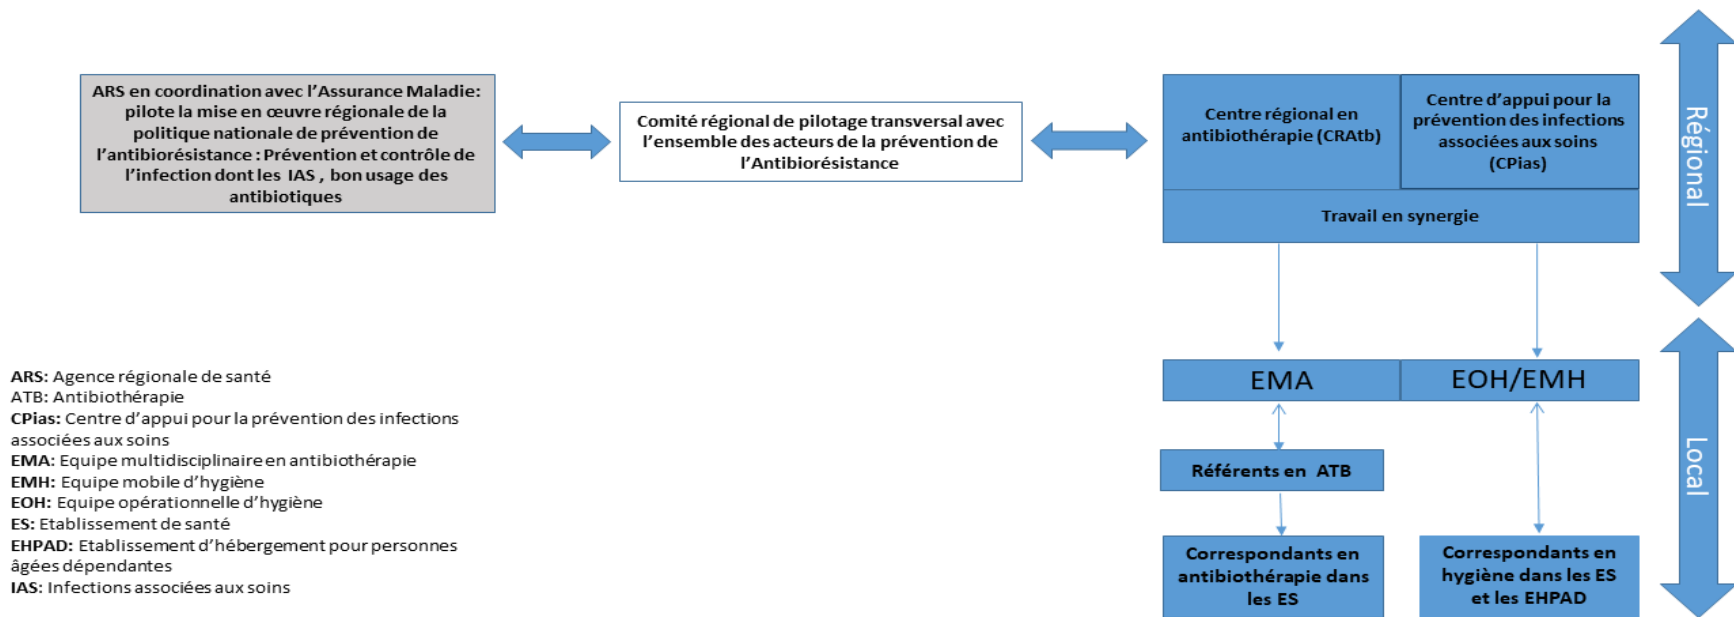 ARS en coordination avec l’Assurance Maladie:
pilote la mise en œuvre régionale de la
politique nationale de prévention de
l’antibiorésistance : Prévention et contrôle de
l’infection dont les IAS , bon usage des
antibiotiques
Comité régional de pilotage transversal avec
l’ensemble des acteurs de la prévention de
l’Antibiorésistance
Centre régional en
antibiothérapie (CRAtb)
Centre d’appui pour la
prévention des infections
associées aux soins
(CPias)
Travail en synergie
Régional
EMA
EOH/EMH
Référents en ATB
Correspondants en
antibiothérapie dans
les ES
Correspondants en
hygiène dans les ES
et les EHPAD
Local
ARS: Agence régionale de santé
ATB: Antibiothérapie
CPias: Centre d’appui pour la prévention des infections
associées aux soins
EMA: Equipe multidisciplinaire en antibiothérapie
EMH: Equipe mobile d’hygiène
EOH: Equipe opérationnelle d’hygiène
ES: Etablissement de santé
EHPAD: Etablissement d’hébergement pour personnes
âgées dépendantes
IAS: Infections associées aux soins